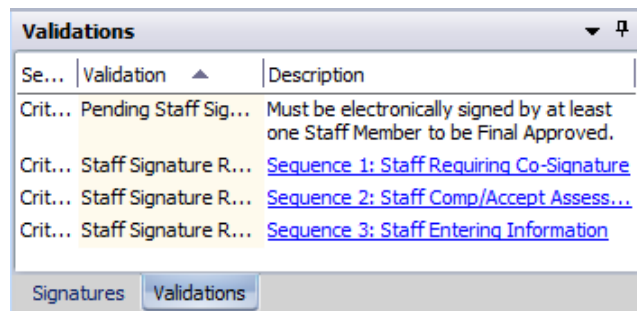 Validations
Se... Validation Description
Crit... Pending Staff Sig... Must be electronically signed by at least
one Staff Member to be Final Approved.
Crit... Staff Signature R... Sequence 1: Staff Requiring Co-Signature
Crit... Staff Signature R... Sequence 2: Staff Comp/Accept Assess...
Crit... Staff Signature R... Sequence 3: Staff Entering Information
Signatures Validations